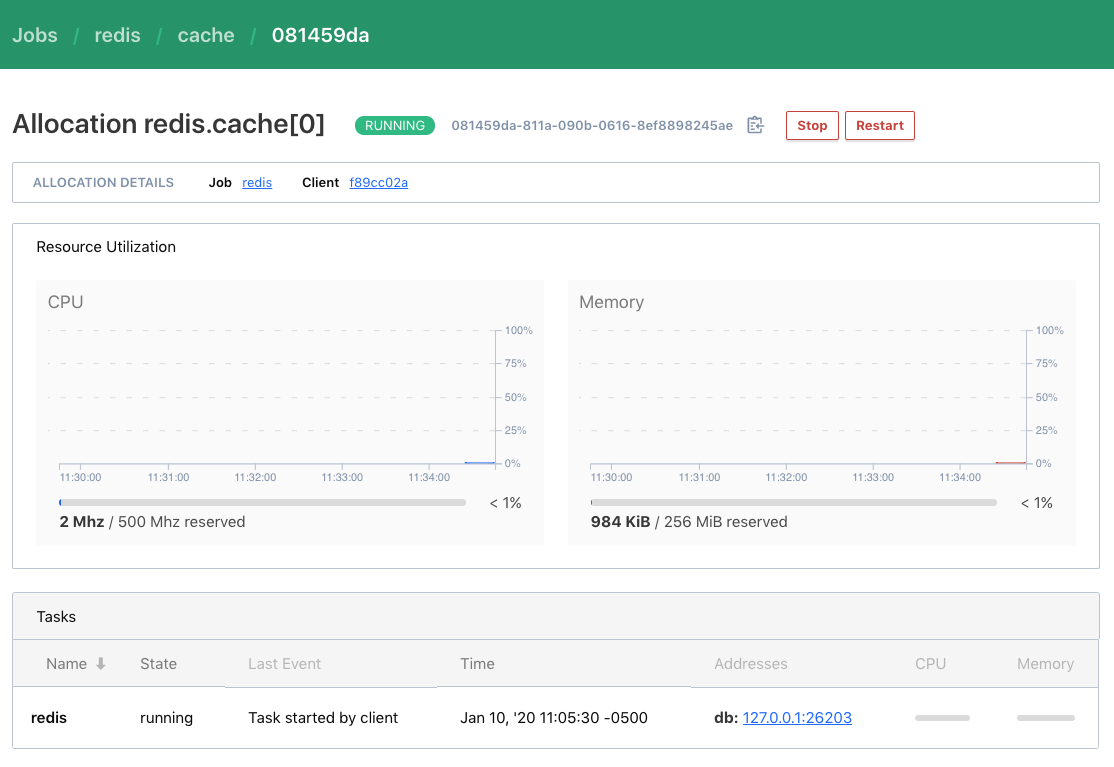 Jobs / redis / cache / 081459da
Allocation redis.cache[0] RUNNING 081459da-811a-090b-0616-8ef8898245ae Stop Restart
ALLOCATION DETAILS Job redis Client f89cc02a
Resource Utilization
CPU
100%
75%
50%
25%
0%
11:30:00 11:31:00 11:32:00 11:33:00 11:34:00
< 1%
2 Mhz / 500 Mhz reserved
Memory
100%
75%
50%
25%
0%
11:30:00 11:31:00 11:32:00 11:33:00 11:34:00
< 1%
984 KiB / 256 MiB reserved
Tasks
Name State Last Event Time Addresses CPU Memory
redis running Task started by client Jan 10, '20 11:05:30 -0500 db: 127.0.0.1:26203